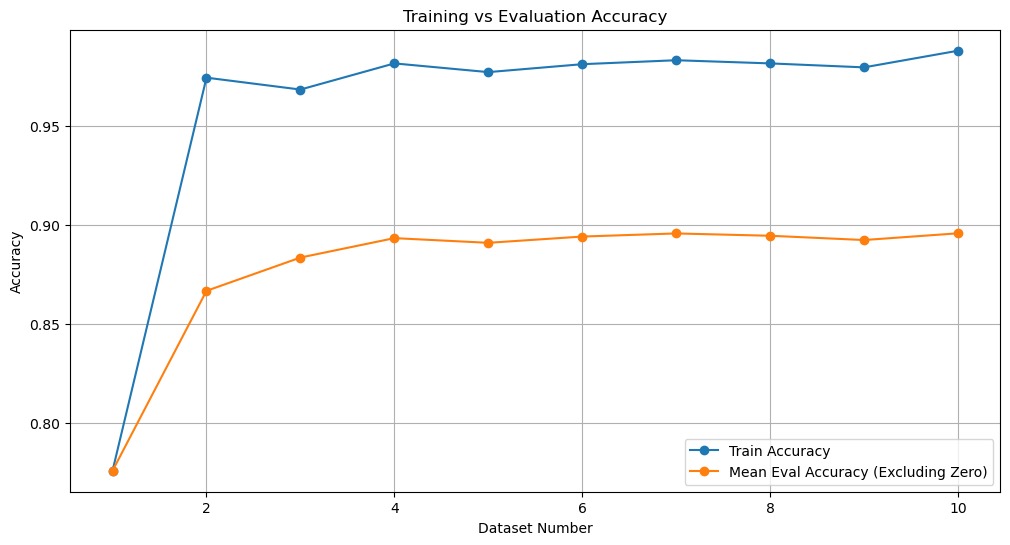 Training vs Evaluation Accuracy
Accuracy
0.95
0.90
0.85
0.80
2
4
6
8
10
Dataset Number
Train Accuracy
Mean Eval Accuracy (Excluding Zero)